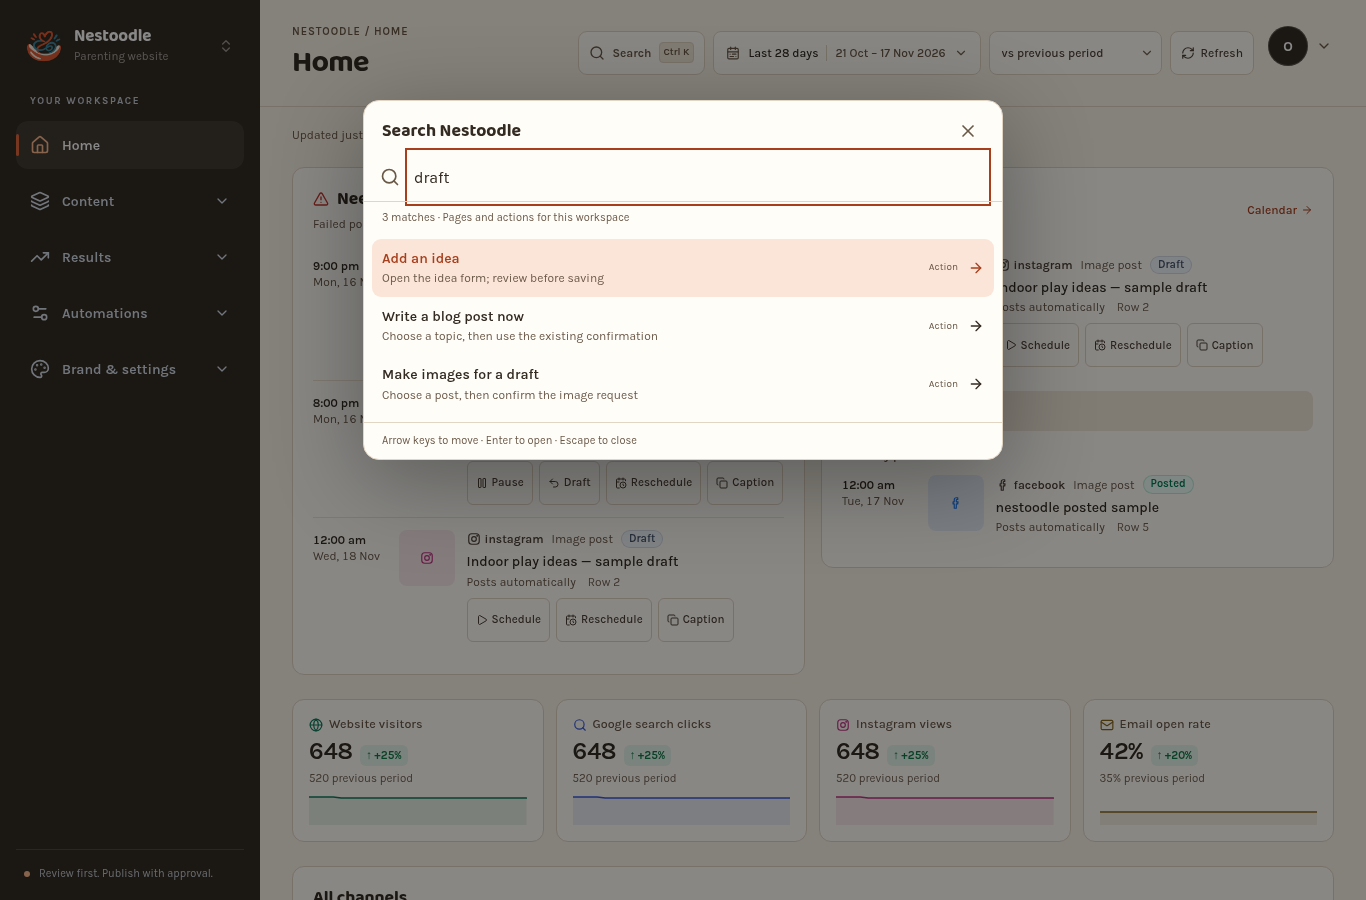 Nestoodle
Parenting website
YOUR WORKSPACE
Home
Content
Results
Automations
Brand & settings
Review first. Publish with approval.
NESTOODLE / HOME
Home
Search Ctrl K
Last 28 days 21 Oct – 17 Nov 2026
vs previous period
Refresh
O
Updated just
Search Nestoodle
draft
3 matches · Pages and actions for this workspace
Add an idea
Open the idea form; review before saving
Action
Write a blog post now
Choose a topic, then use the existing confirmation
Action
Make images for a draft
Choose a post, then confirm the image request
Action
Arrow keys to move · Enter to open · Escape to close
Failed
9:00 pm
Mon, 16
8:00 pm
Mon, 16
Pause Draft Reschedule Caption
12:00 am
Wed, 18 Nov
instagram Image post Draft
Indoor play ideas — sample draft
Posts automatically Row 2
Schedule Reschedule Caption
Calendar
instagram Image post Draft
ndoor play ideas — sample draft
Posts automatically Row 2
Schedule Reschedule Caption
12:00 am
Tue, 17 Nov
facebook Image post Posted
nestoodle posted sample
Posts automatically Row 5
Website visitors
648 ↑ +25%
520 previous period
Google search clicks
648 ↑ +25%
520 previous period
Instagram views
648 ↑ +25%
520 previous period
Email open rate
42% ↑ +20%
35% previous period
All channels